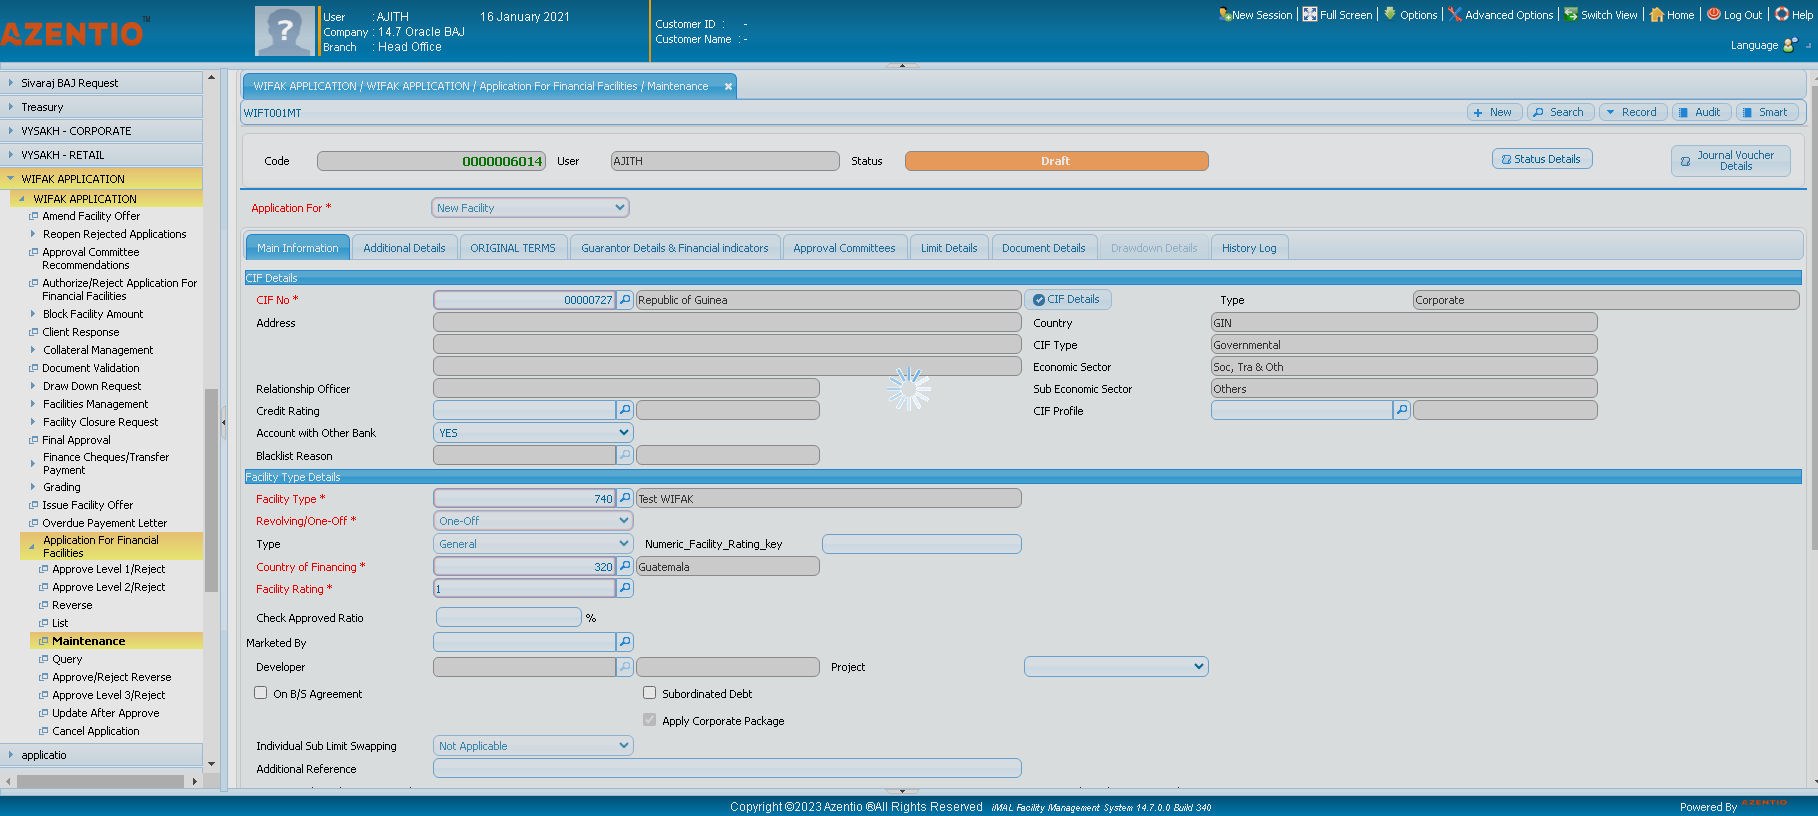 AZENTIO™
User : AJITH 16 January 2021
Company : 14.7 Oracle BAJ
Branch : Head Office
Customer ID : -
Customer Name : -
New Session | Full Screen | Options | Advanced Options | Switch View | Home | Log Out | Help
Language
Sivaraj BAJ Request
Treasury
VYSAKH - CORPORATE
VYSAKH - RETAIL
WIFAK APPLICATION
WIFAK APPLICATION
Amend Facility Offer
Reopen Rejected Applications
Approval Committee
Recommendations
Authorize/Reject Application For
Financial Facilities
Block Facility Amount
Client Response
Collateral Management
Document Validation
Draw Down Request
Facilities Management
Facility Closure Request
Final Approval
Finance Cheques/Transfer
Payment
Grading
Issue Facility Offer
Overdue Payement Letter
Application For Financial
Facilities
Approve Level 1/Reject
Approve Level 2/Reject
Reverse
List
Maintenance
Query
Approve/Reject Reverse
Approve Level 3/Reject
Update After Approve
Cancel Application
applicatio
WIFAK APPLICATION / WIFAK APPLICATION / Application For Financial Facilities / Maintenance
WIFT001MT
New Search Record Audit Smart
Code 0000006014 User AJITH Status Draft Status Details Journal Voucher
Details
Application For * New Facility
Main Information Additional Details ORIGINAL TERMS Guarantor Details & Financial indicators Approval Committees Limit Details Document Details Drawdown Details History Log
CIF Details
CIF No * 00000727 Republic of Guinea CIF Details Type Corporate
Address Country GIN
CIF Type Governmental
Economic Sector Soc, Tra & Oth
Relationship Officer Sub Economic Sector Others
Credit Rating CIF Profile
Account with Other Bank YES
Blacklist Reason
Facility Type Details
Facility Type * 740 Test WIFAK
Revolving/One-Off * One-Off
Type General Numeric_Facility_Rating_key
Country of Financing * 320 Guatemala
Facility Rating * 1
Check Approved Ratio %
Marketed By
Developer Project
On B/S Agreement Subordinated Debt
Apply Corporate Package
Individual Sub Limit Swapping Not Applicable
Additional Reference
Copyright ©2023 Azentio ®All Rights Reserved iMAL Facility Management System 14.7.0.0 Build 340
Powered By AZENTIO